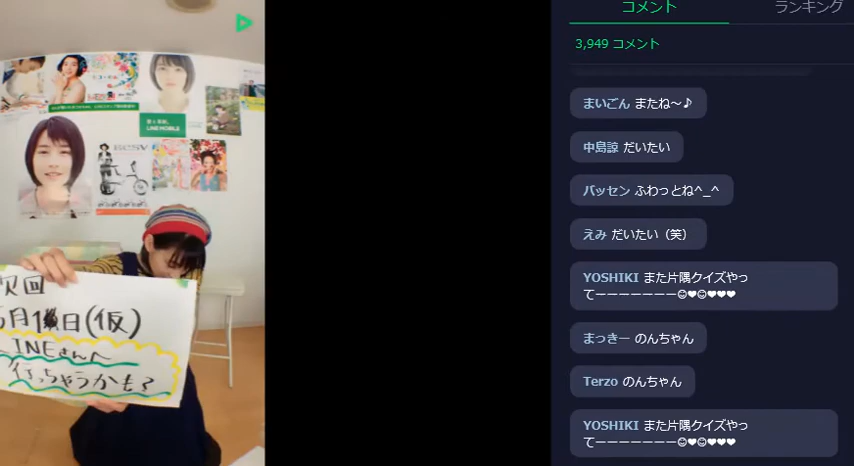 コメント
ランキング
3,949 コメント
まいごん またね～♪
中島諒 だいたい
バッセン ふわっとね^_^
えみ だいたい（笑）
YOSHIKI また片隅クイズやっ
てーーーーーーー😊❤😊❤❤❤
まっきー のんちゃん
Terzo のんちゃん
YOSHIKI また片隅クイズやっ
てーーーーーーー😊❤😊❤❤❤
LINE MOBILE
次回
日(仮)
LINEさんへ
行っちゃうかも?